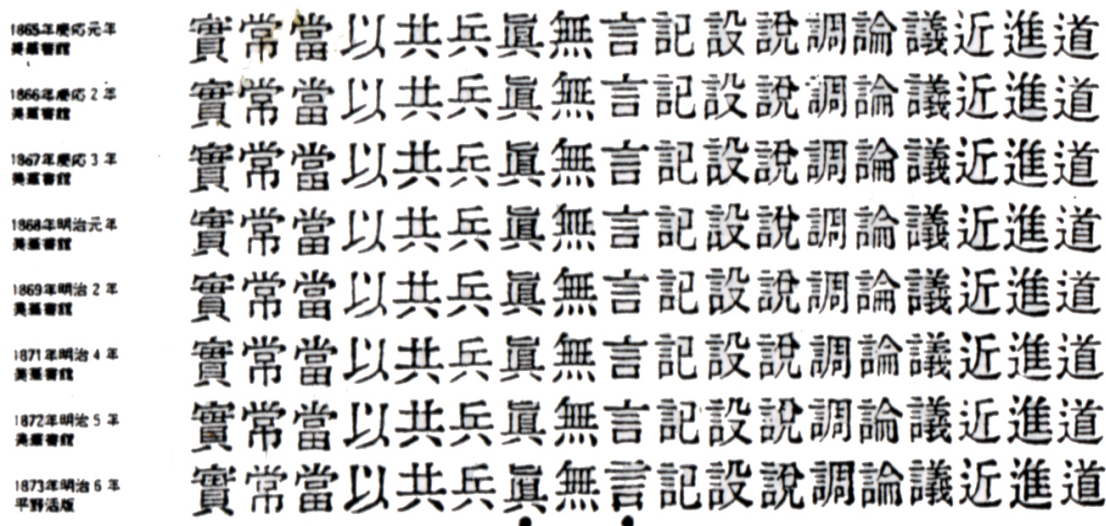 1865年慶応元年
美華書館
實常當以共兵眞無言記設說調論議近進道
1866年慶応2年
美華書館
實常當以共兵眞無言記設說調論議近進道
1867年慶応3年
美華書館
實常當以共兵眞無言記設說調論議近進道
1868年明治元年
美華書館
實常當以共兵眞無言記設說調論議近進道
1869年明治2年
美華書館
實常當以共兵眞無言記設說調論議近進道
1871年明治4年
美華書館
實常當以共兵眞無言記設說調論議近進道
1872年明治5年
美華書館
實常當以共兵眞無言記設說調論議近進道
1873年明治6年
平野活版
實常當以共兵眞無言記設說調論議近進道